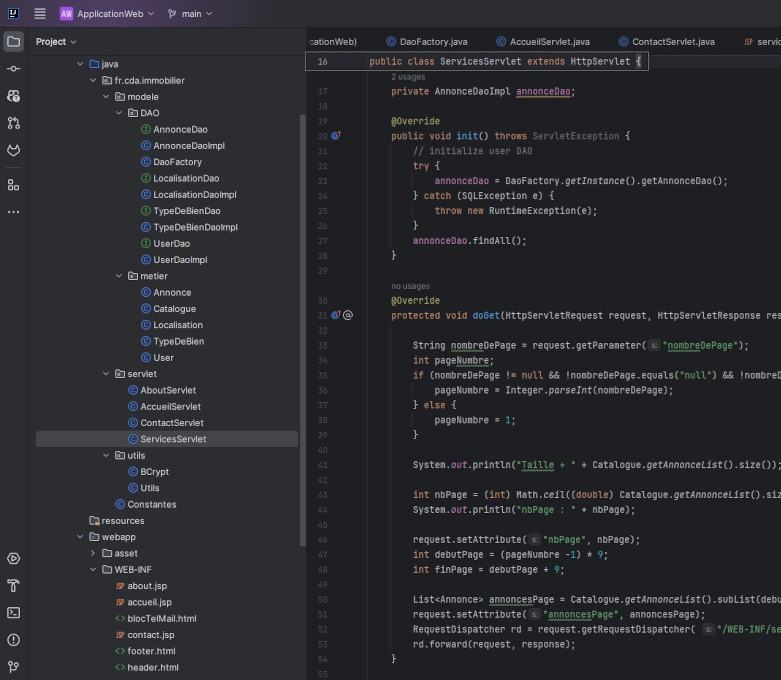 AW ApplicationWeb main
Project
java
fr.cda.immobilier
modele
DAO
AnnonceDao
AnnonceDaoImpl
DaoFactory
LocalisationDao
LocalisationDaoImpl
TypeDeBienDao
TypeDeBienDaoImpl
UserDao
UserDaoImpl
metier
Annonce
Catalogue
Localisation
TypeDeBien
User
servlet
AboutServlet
AccueilServlet
ContactServlet
ServicesServlet
utils
BCrypt
Utils
Constantes
resources
webapp
asset
WEB-INF
about.jsp
accueil.jsp
blocTelMail.html
contact.jsp
footer.html
header.html
cationWeb) DaoFactory.java AccueilServlet.java ContactServlet.java servic
16 public class ServicesServlet extends HttpServlet {
2 usages
17 private AnnonceDaoImpl annonceDao;
18
19 @Override
20 public void init() throws ServletException {
21 // initialize user DAO
22 try {
23 annonceDao = DaoFactory.getInstance().getAnnonceDao();
24 } catch (SQLException e) {
25 throw new RuntimeException(e);
26 }
27 annonceDao.findAll();
28 }
29
no usages
30 @Override
31 protected void doGet(HttpServletRequest request, HttpServletResponse res
32
33 String nombreDePage = request.getParameter( s: "nombreDePage");
34 int pageNumbre;
35 if (nombreDePage != null && !nombreDePage.equals("null") && !nombreD
36 pageNumbre = Integer.parseInt(nombreDePage);
37 } else {
38 pageNumbre = 1;
39 }
40
41 System.out.println("Taille + " + Catalogue.getAnnonceList().size());
42
43 int nbPage = (int) Math.ceil((double) Catalogue.getAnnonceList().siz
44 System.out.println("nbPage : " + nbPage);
45
46 request.setAttribute( s: "nbPage", nbPage);
47 int debutPage = (pageNumbre -1) * 9;
48 int finPage = debutPage + 9;
49
50 List<Annonce> annoncesPage = Catalogue.getAnnonceList().subList(debu
51 request.setAttribute( s: "annoncesPage", annoncesPage);
52 RequestDispatcher rd = request.getRequestDispatcher( s: "/WEB-INF/se
53 rd.forward(request, response);
54 }
55